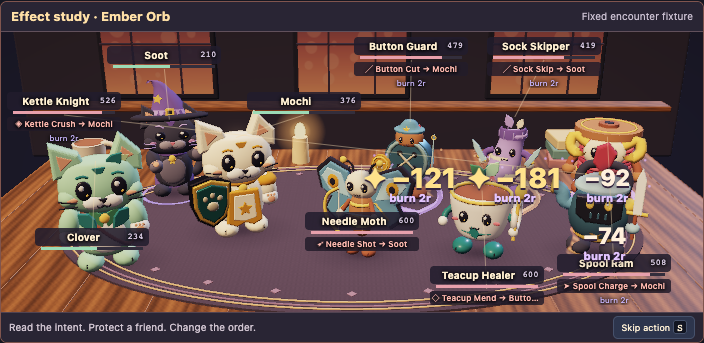 Effect study · Ember Orb
Fixed encounter fixture
Soot 210
Button Guard 479
Button Cut → Mochi
burn 2r
Sock Skipper 419
Sock Skip → Soot
burn 2r
Kettle Knight 526
Kettle Crush → Mochi
burn 2r
Mochi 376
−121
burn 2r
−181
burn 2r
−92
burn 2r
Needle Moth 600
Needle Shot → Soot
−74
burn 2r
Clover 234
Teacup Healer 600
Teacup Mend → Butto...
Spool Ram 508
Spool Charge → Mochi
burn 2r
Read the intent. Protect a friend. Change the order.
Skip action S